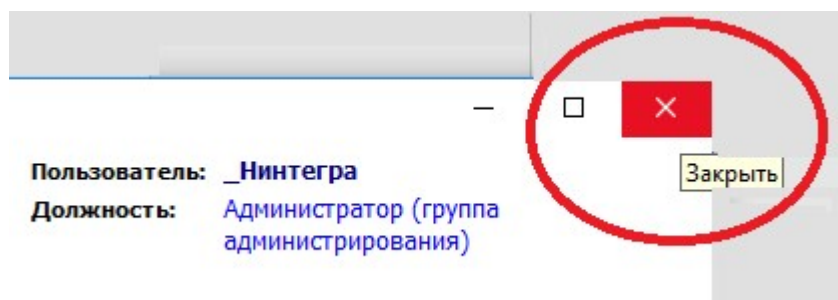 Пользователь: _Нинтегра
Закрыть
Должность: Администратор (группа
администрирования)